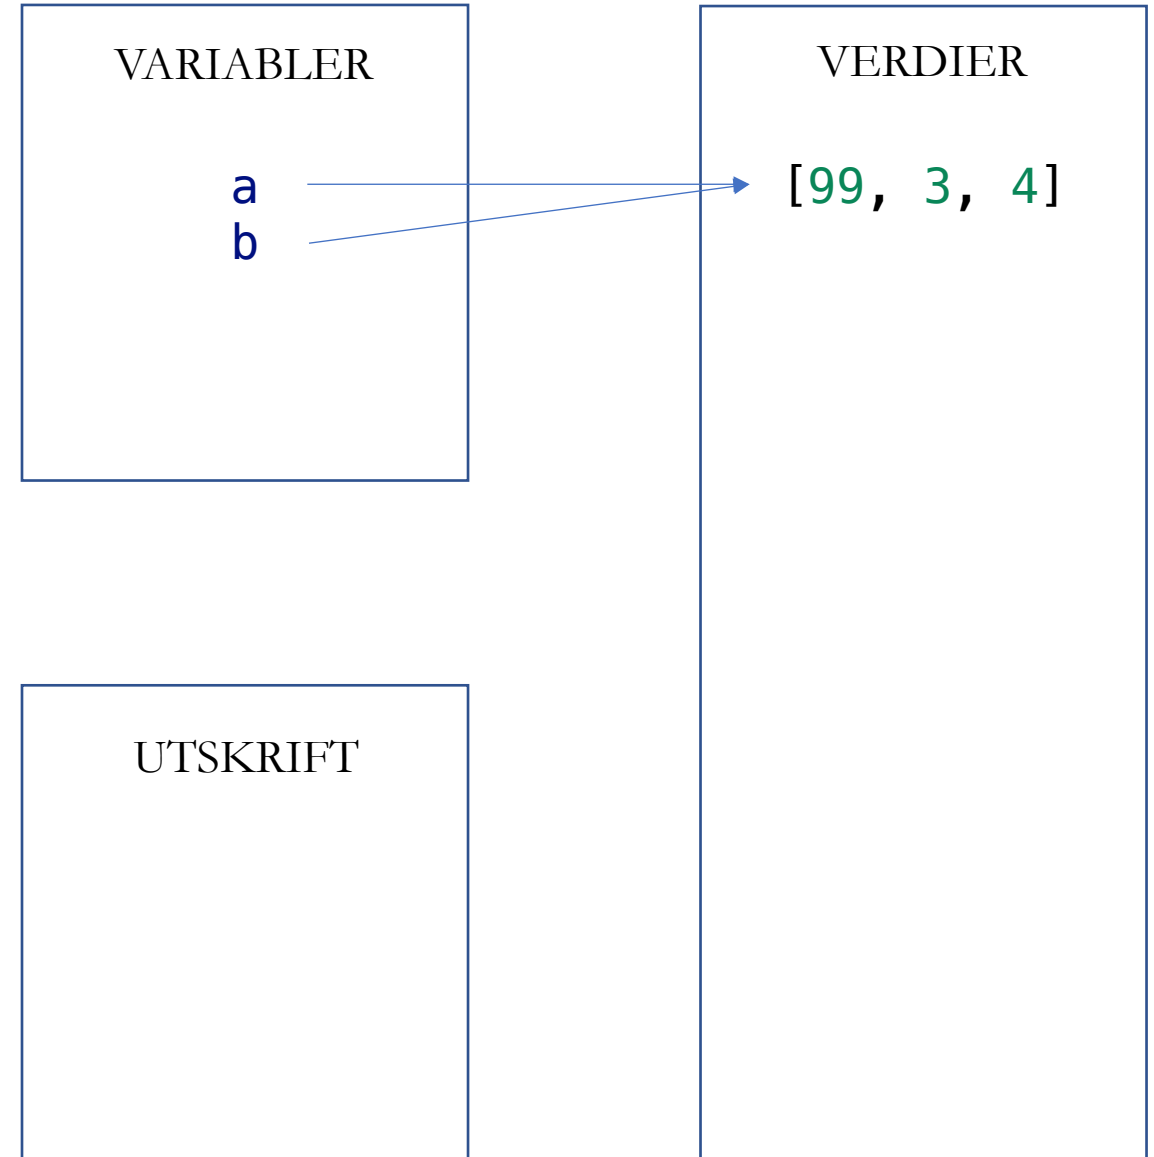 VARIABLER
a
b
VERDIER
[99, 3, 4]
UTSKRIFT